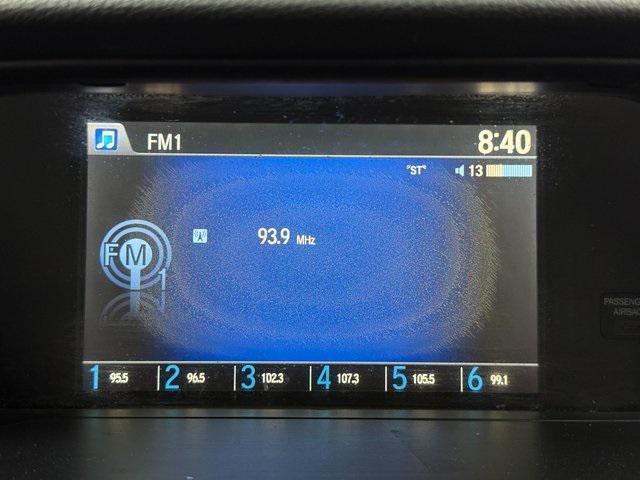 FM1 8:40
"ST" 13
93.9 MHz
FM
1
PASSENG
AIRBAG
1 95.5 2 96.5 3 102.3 4 107.3 5 105.5 6 99.1